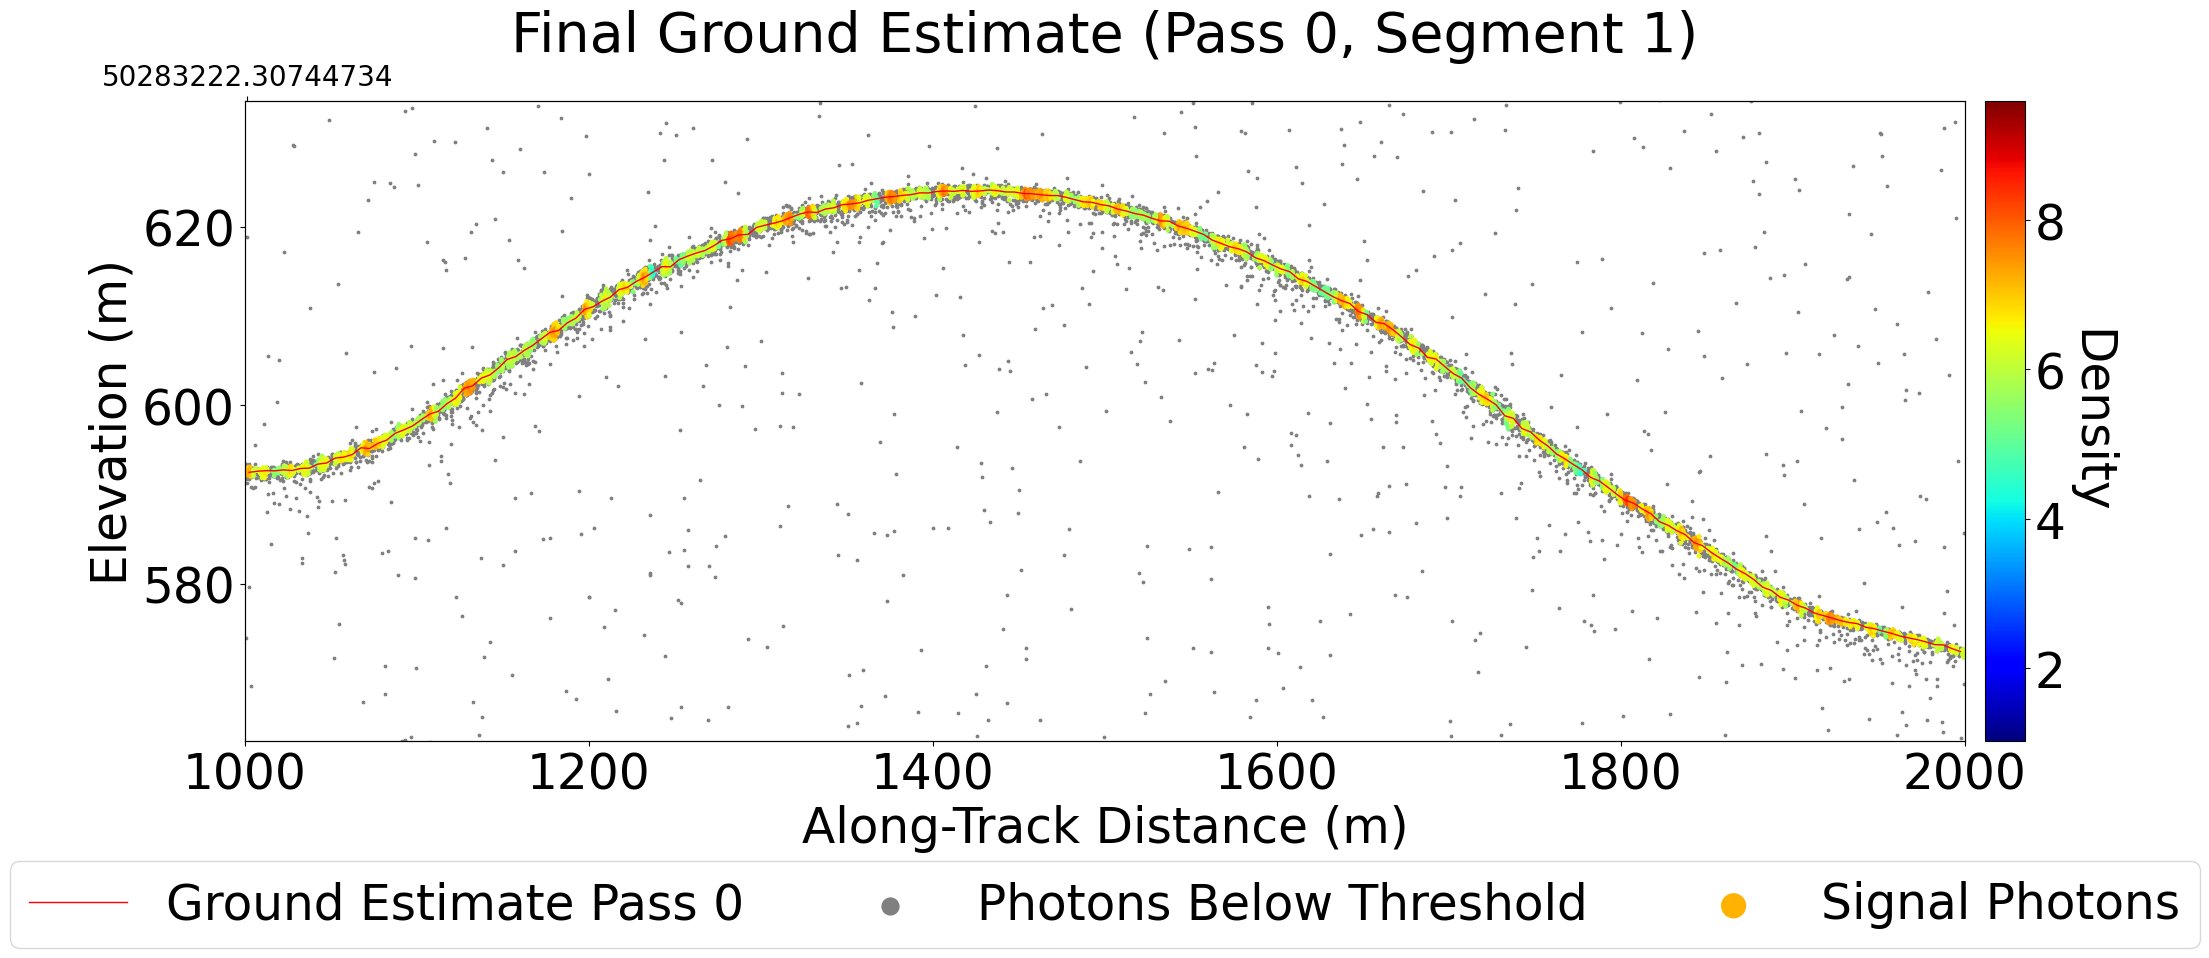 Final Ground Estimate (Pass 0, Segment 1)
50283222.30744734
620
600
580
Elevation (m)
1000 1200 1400 1600 1800 2000
Along-Track Distance (m)
8
6
4
2
Density
Ground Estimate Pass 0 Photons Below Threshold Signal Photons